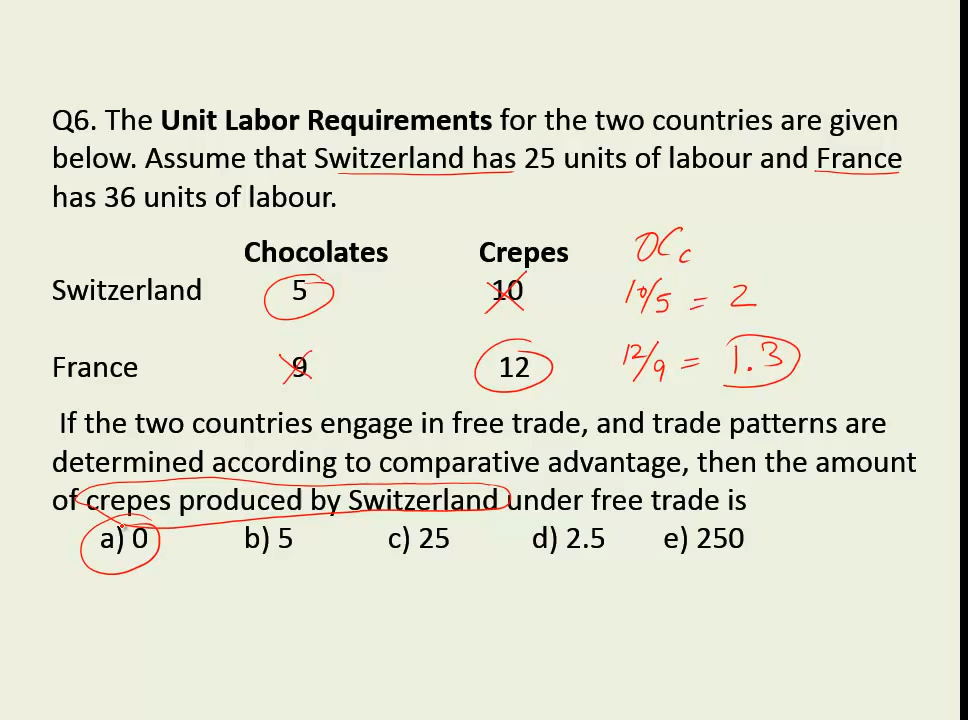 Q6. The Unit Labor Requirements for the two countries are given
below. Assume that Switzerland has 25 units of labour and France
has 36 units of labour.
Chocolates Crepes OCc
Switzerland 5 10 10/5 = 2
France 9 12 12/9 = 1.3
If the two countries engage in free trade, and trade patterns are
determined according to comparative advantage, then the amount
of crepes produced by Switzerland under free trade is
a) 0 b) 5 c) 25 d) 2.5 e) 250